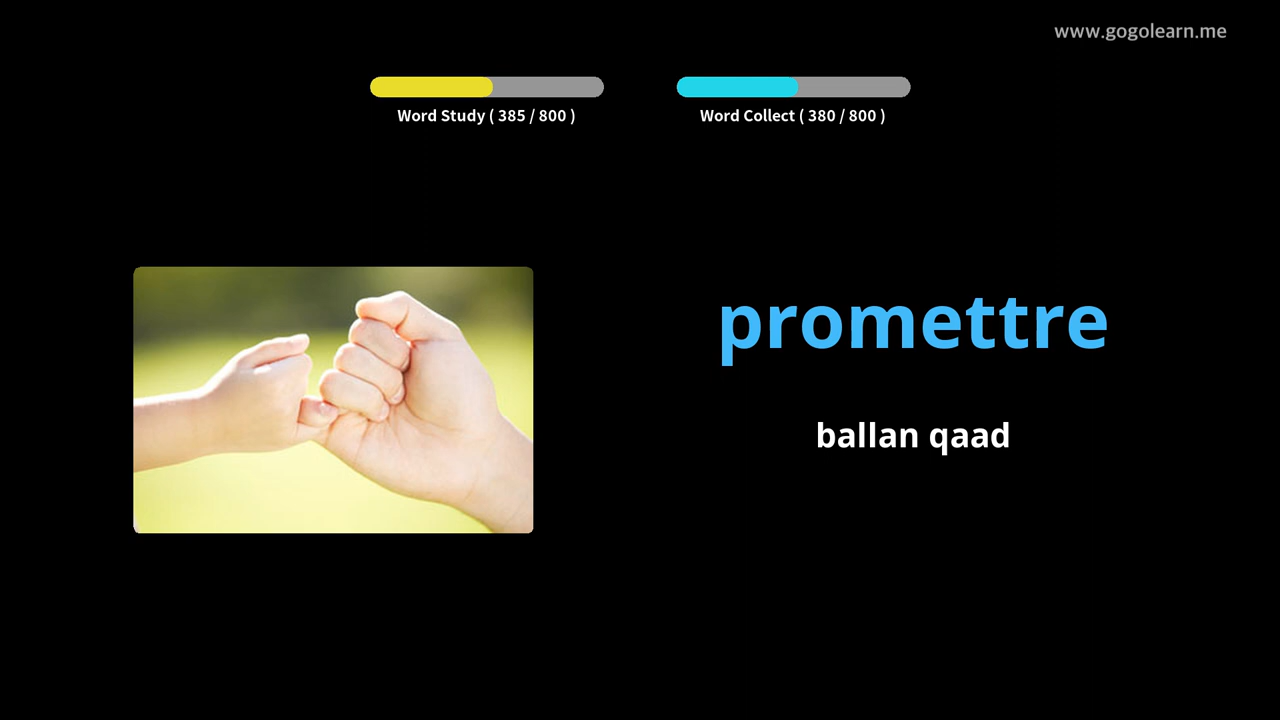 www.gogolearn.me
Word Study ( 385 / 800 )
Word Collect ( 380 / 800 )
promettre
ballan qaad